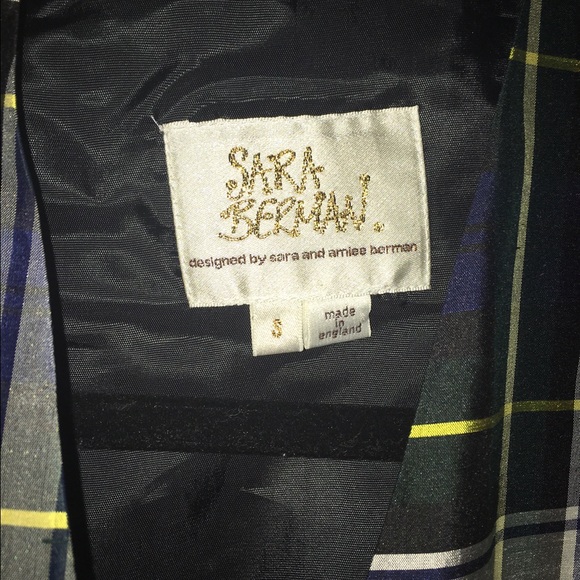 SARA
BERMAN.
designed by sara and amiee berman
S
made
in
england